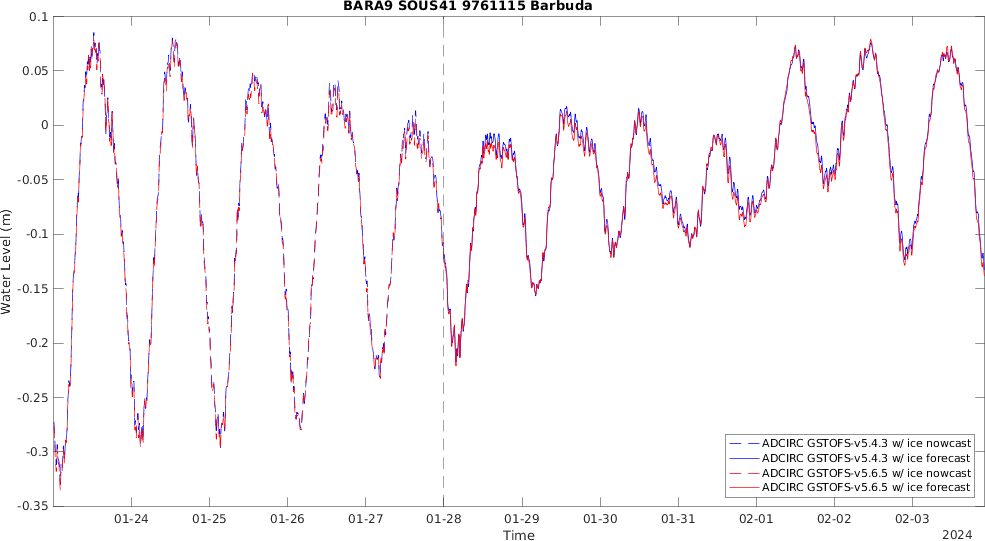 BARA9 SOUS41 9761115 Barbuda
0.1
0.05
0
-0.05
-0.1
-0.15
-0.2
-0.25
-0.3
-0.35
Water Level (m)
01-24 01-25 01-26 01-27 01-28 01-29 01-30 01-31 02-01 02-02 02-03
Time
2024
ADCIRC GSTOFS-v5.4.3 w/ ice nowcast
ADCIRC GSTOFS-v5.4.3 w/ ice forecast
ADCIRC GSTOFS-v5.6.5 w/ ice nowcast
ADCIRC GSTOFS-v5.6.5 w/ ice forecast